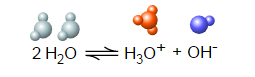 2 H₂O ⇌ H₃O⁺ + OH⁻